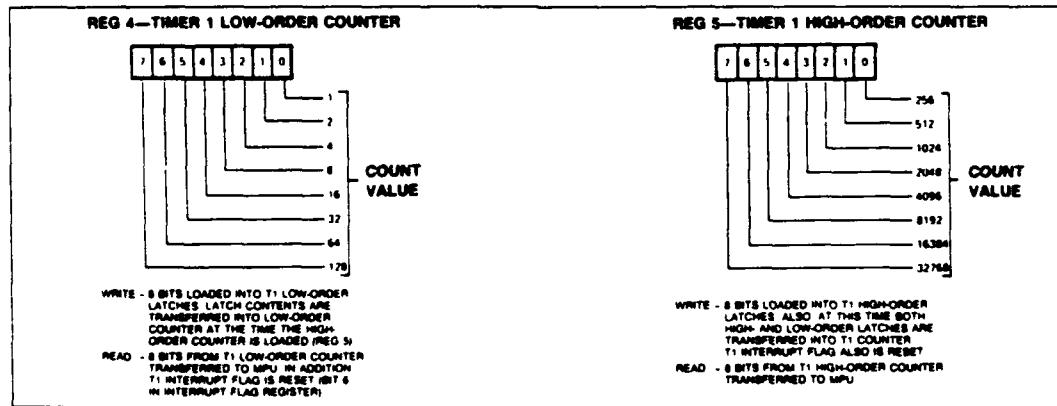 REG 4—TIMER 1 LOW-ORDER COUNTER
7 6 5 4 3 2 1 0
1
2
4
8
16
32
64
128
COUNT
VALUE
WRITE - 8 BITS LOADED INTO T1 LOW-ORDER
LATCHES LATCH CONTENTS ARE
TRANSFERRED INTO LOW-ORDER
COUNTER AT THE TIME THE HIGH-
ORDER COUNTER IS LOADED (REG 5)
READ - 8 BITS FROM T1 LOW-ORDER COUNTER
TRANSFERRED TO MPU IN ADDITION
T1 INTERRUPT FLAG IS RESET (BIT 6
IN INTERRUPT FLAG REGISTER)
REG 5—TIMER 1 HIGH-ORDER COUNTER
7 6 5 4 3 2 1 0
256
512
1024
2048
4096
8192
16384
32768
COUNT
VALUE
WRITE - 8 BITS LOADED INTO T1 HIGH-ORDER
LATCHES ALSO AT THIS TIME BOTH
HIGH- AND LOW-ORDER LATCHES ARE
TRANSFERRED INTO T1 COUNTER
T1 INTERRUPT FLAG ALSO IS RESET
READ - 8 BITS FROM T1 HIGH-ORDER COUNTER
TRANSFERRED TO MPU